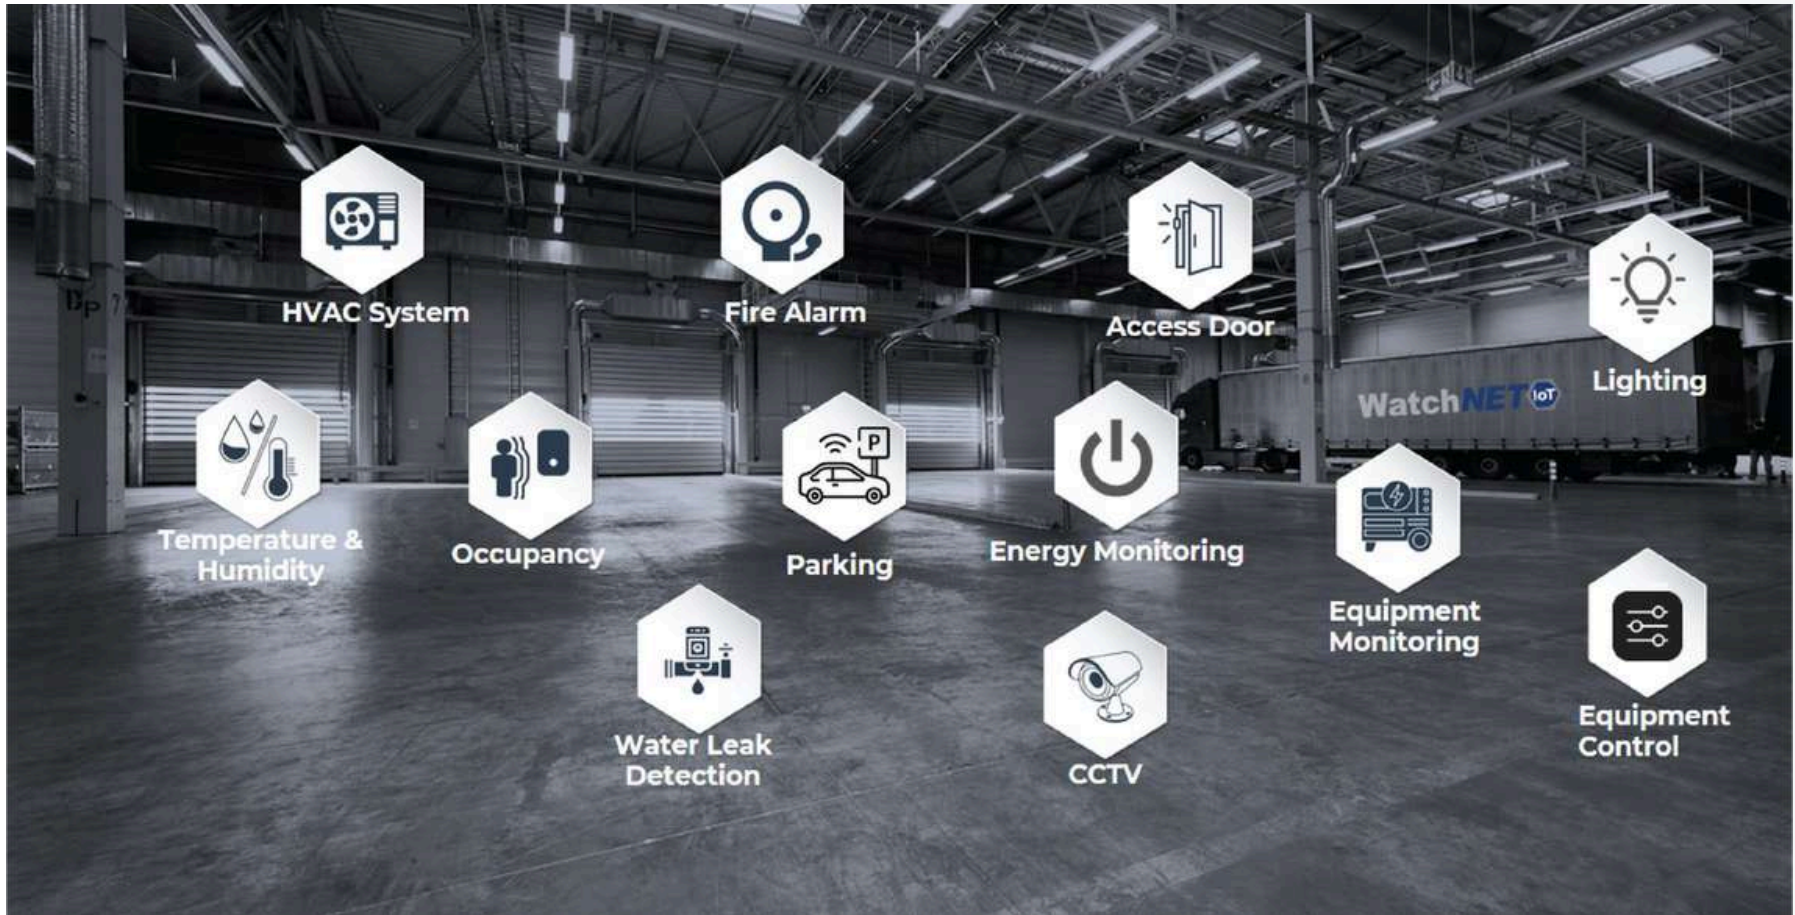 HVAC System
Fire Alarm
Access Door
Lighting
WatchNET IoT
Temperature &
Humidity
Occupancy
P
Parking
Energy Monitoring
Equipment
Monitoring
Equipment
Control
Water Leak
Detection
CCTV